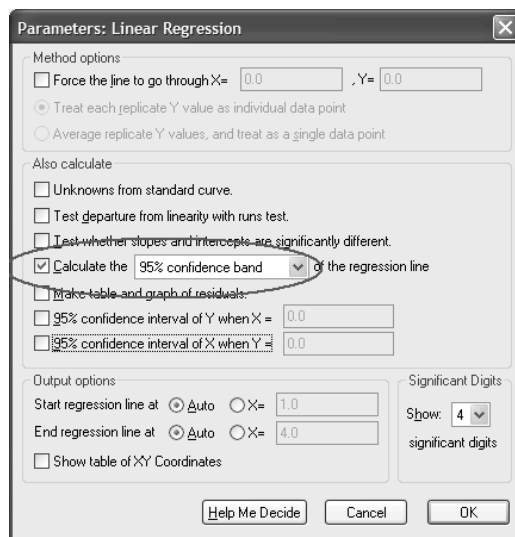 Parameters: Linear Regression
Method options
Force the line to go through X= 0.0 , Y= 0.0
Treat each replicate Y value as individual data point
Average replicate Y values, and treat as a single data point
Also calculate
Unknowns from standard curve.
Test departure from linearity with runs test.
Test whether slopes and intercepts are significantly different.
Calculate the 95% confidence band of the regression line
Make table and graph of residuals.
95% confidence interval of Y when X = 0.0
95% confidence interval of X when Y = 0.0
Output options
Start regression line at Auto X= 1.0
End regression line at Auto X= 4.0
Show table of XY Coordinates
Significant Digits
Show: 4
significant digits
Help Me Decide Cancel OK